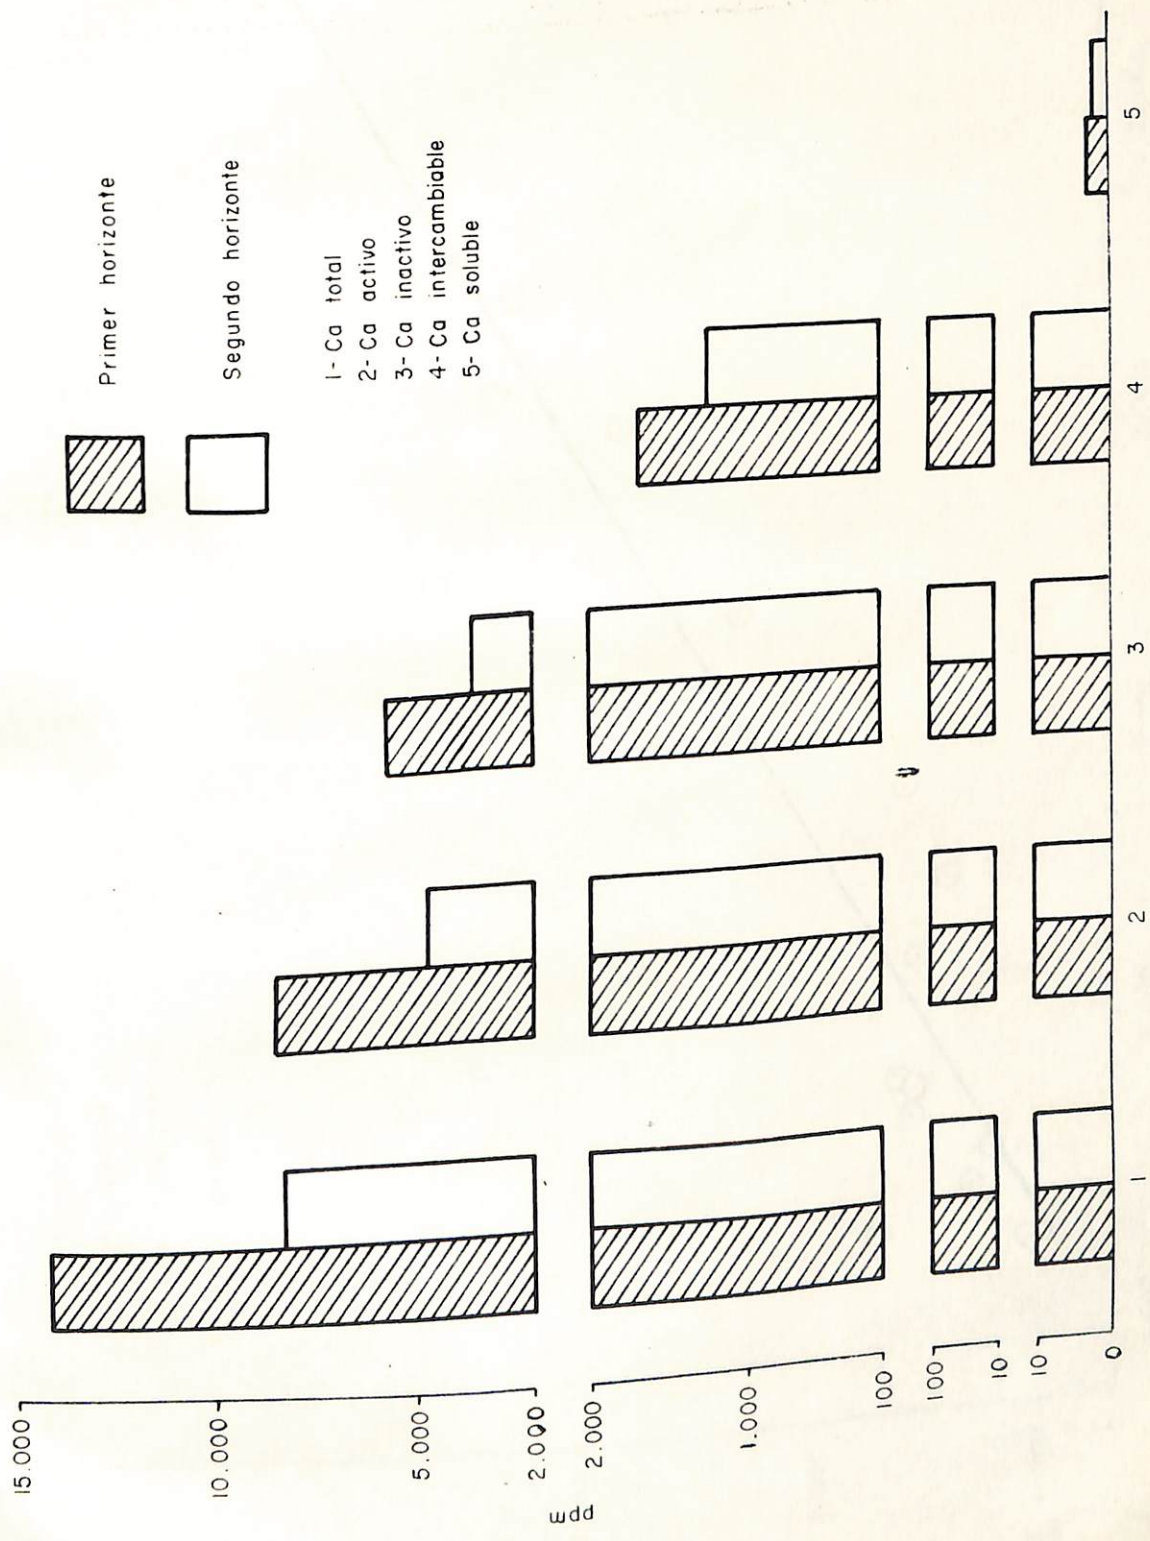 Primer horizonte
Segundo horizonte
1- Ca total
2- Ca activo
3- Ca inactivo
4- Ca intercambiable
5- Ca soluble
ppm
15.000
10.000
5.000
2.000
2.000
1.000
100
100
10
10
0
1 2 3 4 5